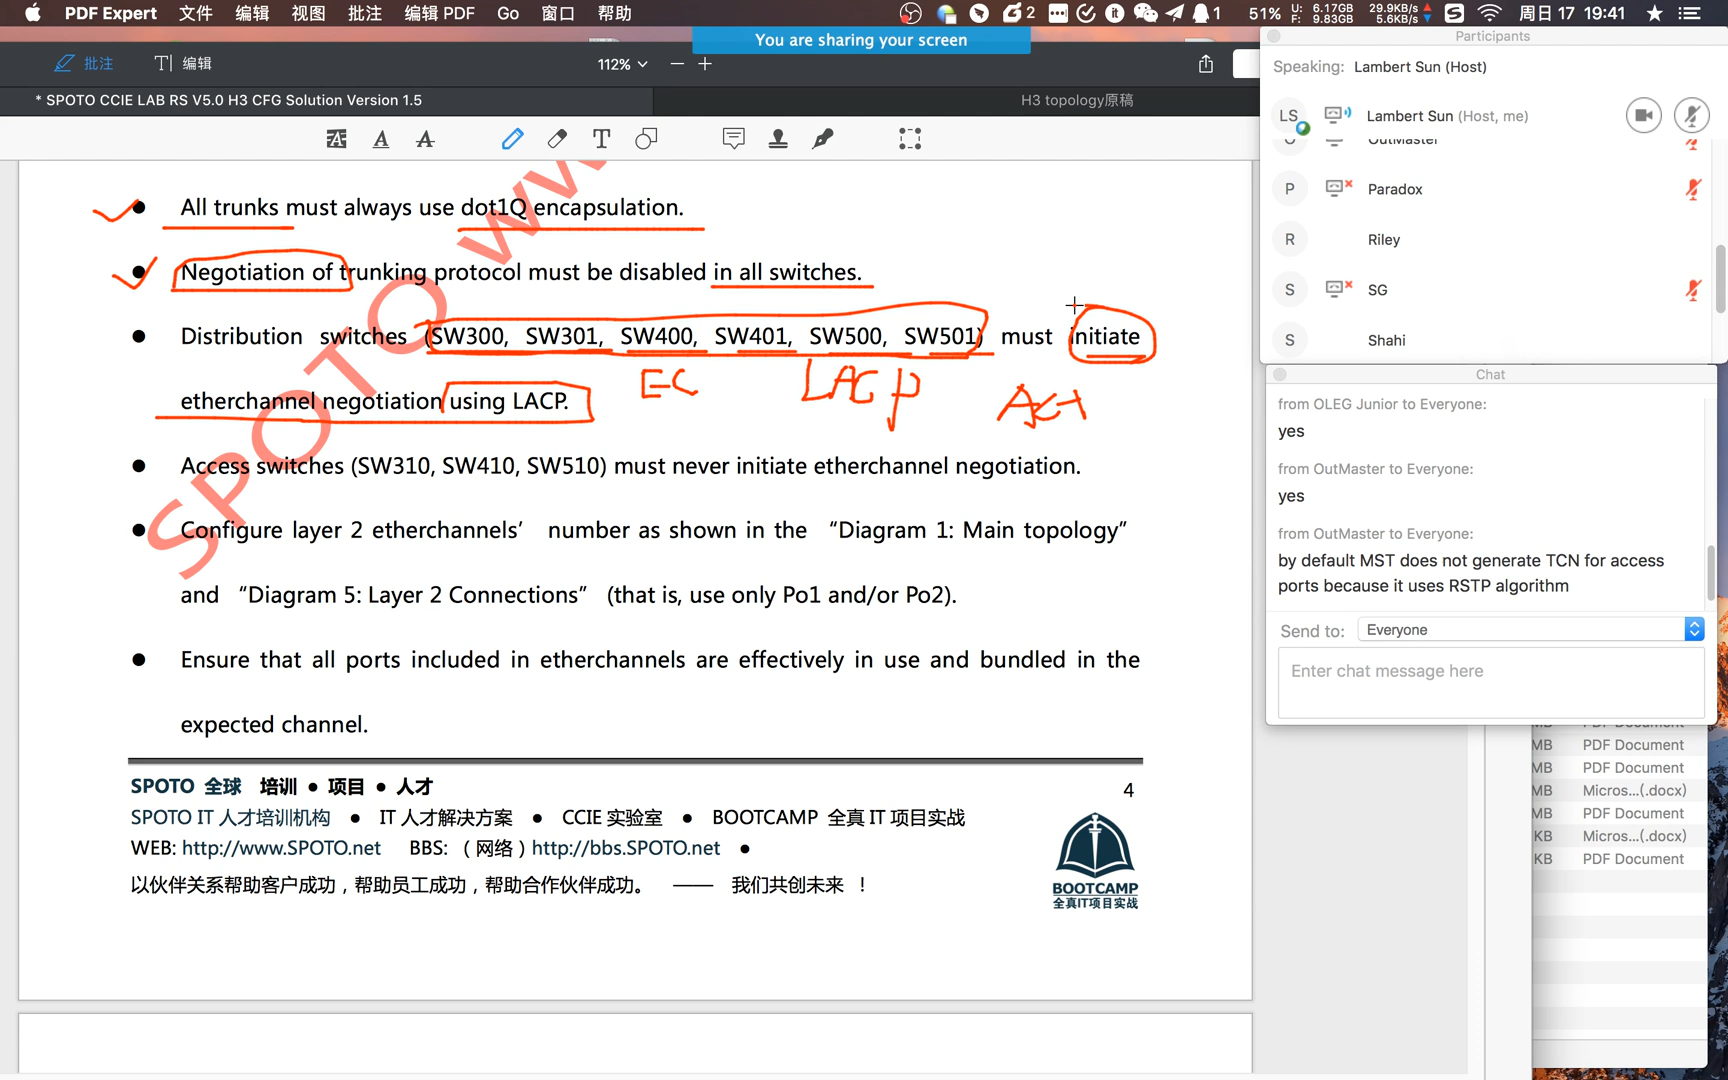 PDF Expert 文件 编辑 视图 批注 编辑 PDF Go 窗口 帮助
2 1 51% U: 6.17GB 29.9KB/s 周日 17 19:41
F: 9.83GB 5.6KB/s
You are sharing your screen
批注 T 编辑 112%
* SPOTO CCIE LAB RS V5.0 H3 CFG Solution Version 1.5
H3 topology原稿
All trunks must always use dot1Q encapsulation.
Negotiation of trunking protocol must be disabled in all switches.
Distribution switches (SW300, SW301, SW400, SW401, SW500, SW501) must initiate
EC LACP Act
etherchannel negotiation using LACP.
Access switches (SW310, SW410, SW510) must never initiate etherchannel negotiation.
Configure layer 2 etherchannels’ number as shown in the “Diagram 1: Main topology”
and “Diagram 5: Layer 2 Connections” (that is, use only Po1 and/or Po2).
Ensure that all ports included in etherchannels are effectively in use and bundled in the
expected channel.
SPOTO www
SPOTO 全球 培训 ● 项目 ● 人才
4
SPOTO IT 人才培训机构 ● IT 人才解决方案 ● CCIE 实验室 ● BOOTCAMP 全真 IT 项目实战
WEB: http://www.SPOTO.net BBS: （网络）http://bbs.SPOTO.net ●
以伙伴关系帮助客户成功，帮助员工成功，帮助合作伙伴成功。 —— 我们共创未来 ！
BOOTCAMP
全真IT项目实战
Participants
Speaking: Lambert Sun (Host)
LS Lambert Sun (Host, me)
O OutMaster
P Paradox
R Riley
S SG
S Shahi
Chat
from OLEG Junior to Everyone:
yes
from OutMaster to Everyone:
yes
from OutMaster to Everyone:
by default MST does not generate TCN for access
ports because it uses RSTP algorithm
Send to: Everyone
Enter chat message here
MB PDF Document
MB PDF Document
MB PDF Document
MB Micros...(.docx)
MB PDF Document
KB Micros...(.docx)
KB PDF Document